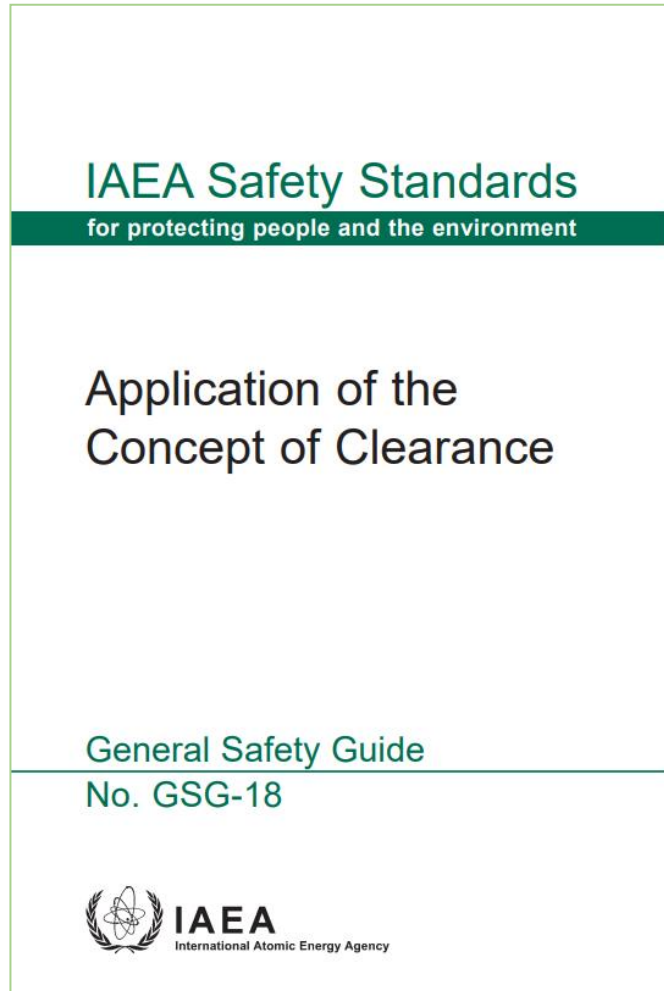 IAEA Safety Standards
for protecting people and the environment
Application of the
Concept of Clearance
General Safety Guide
No. GSG-18
IAEA
International Atomic Energy Agency